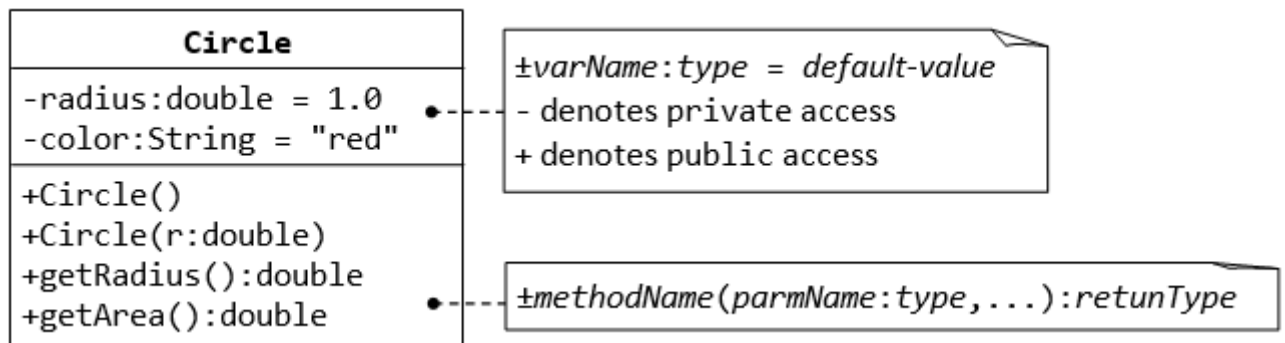 Circle
-radius:double = 1.0
-color:String = "red"
+Circle()
+Circle(r:double)
+getRadius():double
+getArea():double
±varName:type = default-value
- denotes private access
+ denotes public access
±methodName(parmName:type,...):retunType